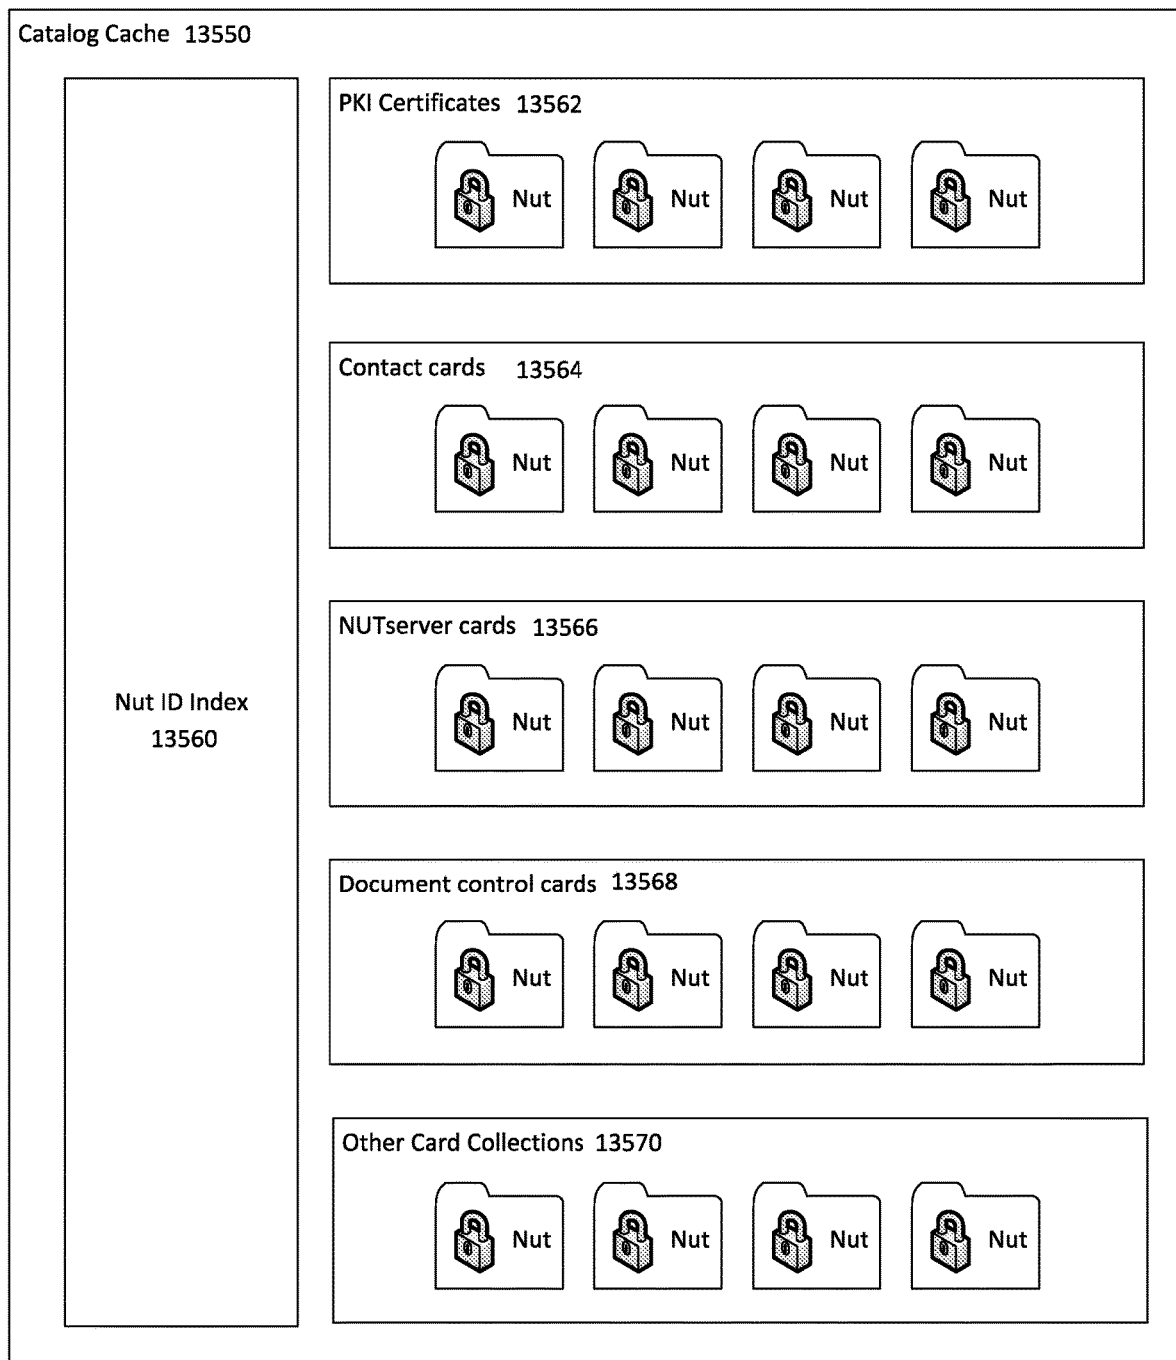 Catalog Cache 13550
Nut ID Index
13560
PKI Certificates 13562
Nut Nut Nut Nut
Contact cards 13564
Nut Nut Nut Nut
NUTserver cards 13566
Nut Nut Nut Nut
Document control cards 13568
Nut Nut Nut Nut
Other Card Collections 13570
Nut Nut Nut Nut